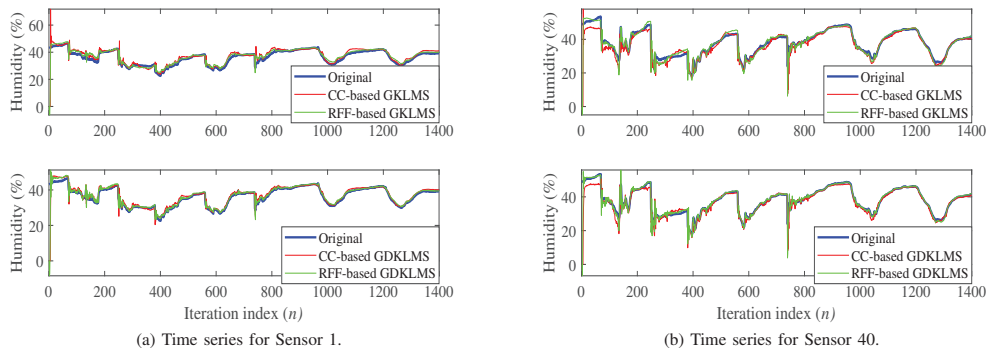 Humidity (%)
60
40
20
0
Original
CC-based GKLMS
RFF-based GKLMS
0 200 400 600 800 1000 1200 1400
Humidity (%)
40
20
0
Original
CC-based GDKLMS
RFF-based GDKLMS
0 200 400 600 800 1000 1200 1400
Iteration index (n)
(a) Time series for Sensor 1.
Humidity (%)
40
20
0
Original
CC-based GKLMS
RFF-based GKLMS
0 200 400 600 800 1000 1200 1400
Humidity (%)
40
20
0
Original
CC-based GDKLMS
RFF-based GDKLMS
0 200 400 600 800 1000 1200 1400
Iteration index (n)
(b) Time series for Sensor 40.